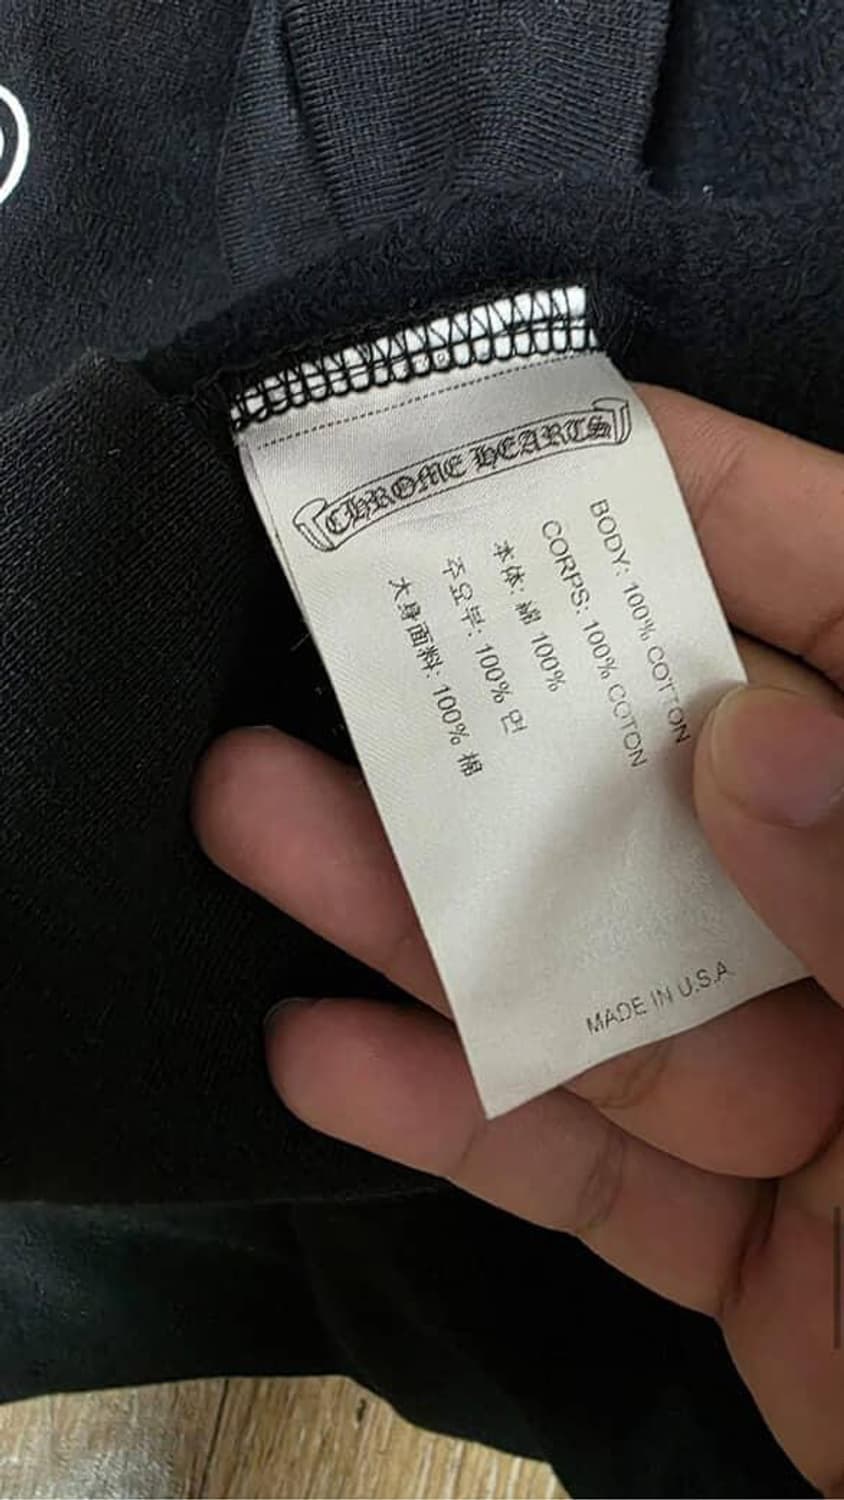 CHROME HEARTS
BODY: 100% COTTON
CORPS: 100% COTON
本体: 綿 100%
주요부: 100% 면
大身面料: 100% 棉
MADE IN U.S.A